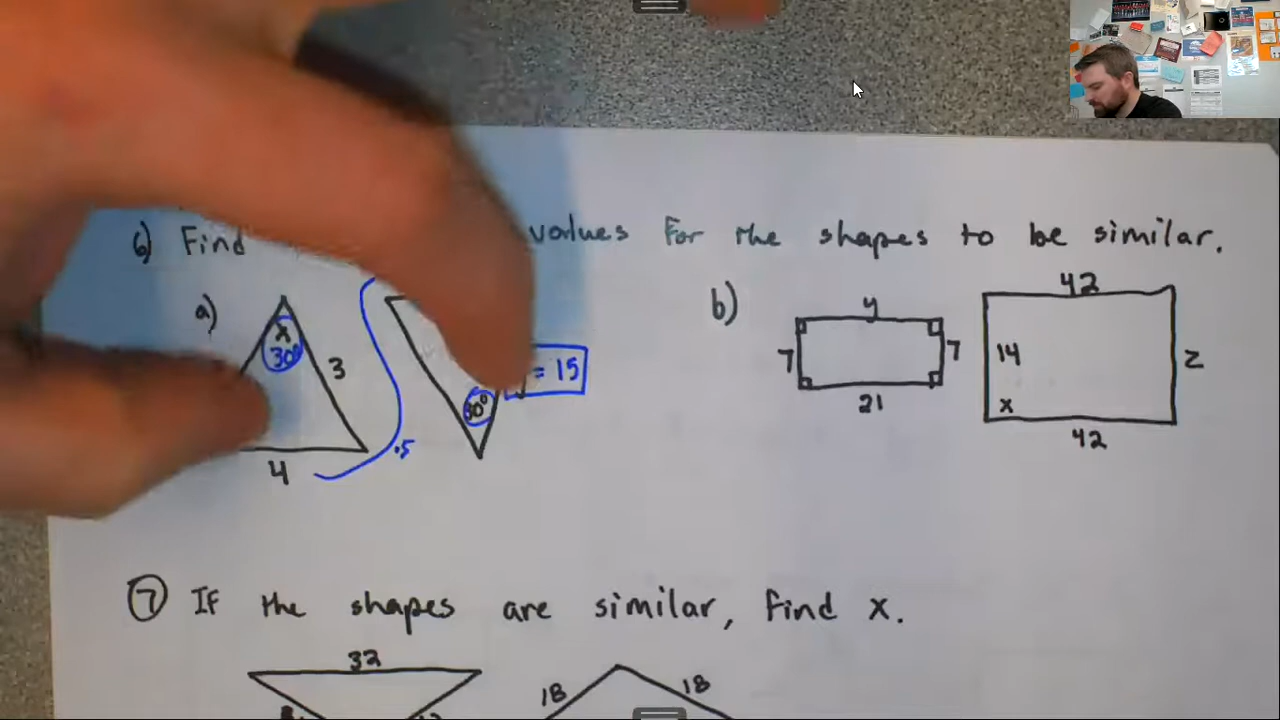 6) Find values for the shapes to be similar.
a) x 30° 3 4 .5 30° = 15
b) y 7 7 21 42 14 z x 42
7 If the shapes are similar, find x.
32 18 18